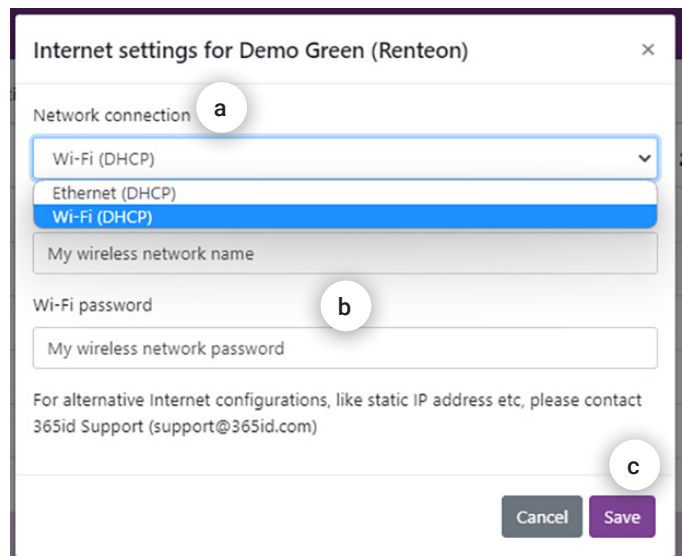 Internet settings for Demo Green (Renteon) ×
Network connection a
Wi-Fi (DHCP)
Ethernet (DHCP)
Wi-Fi (DHCP)
My wireless network name
Wi-Fi password b
My wireless network password
For alternative Internet configurations, like static IP address etc, please contact
365id Support (support@365id.com)
c
Cancel Save